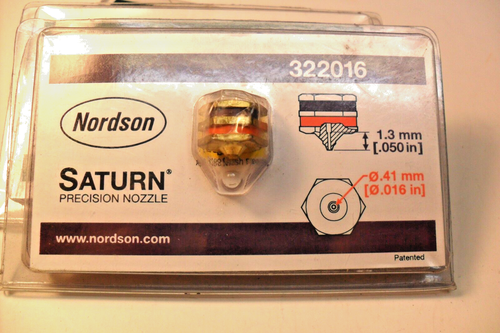 322016
Nordson
SATURN®
PRECISION NOZZLE
www.nordson.com
1.3 mm
[.050 in]
Ø.41 mm
[Ø.016 in]
Patented